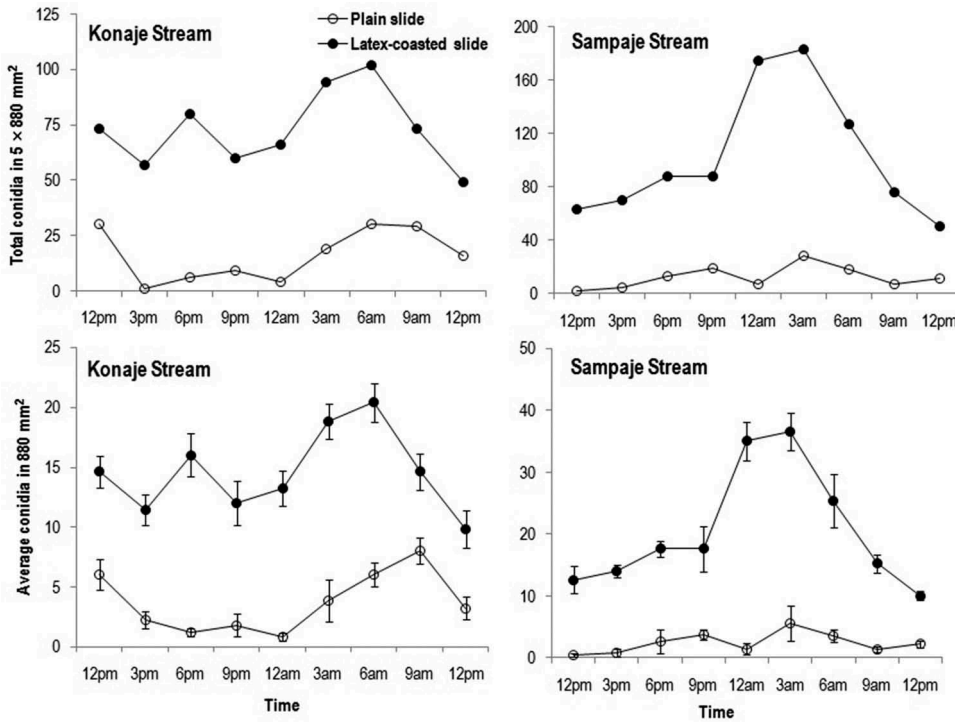 Konaje Stream
Plain slide
Latex-coasted slide
Total conidia in 5 × 880 mm²
125
100
75
50
25
0
12pm 3pm 6pm 9pm 12am 3am 6am 9am 12pm
Sampaje Stream
200
160
120
80
40
0
12pm 3pm 6pm 9pm 12am 3am 6am 9am 12pm
Konaje Stream
Average conidia in 880 mm²
25
20
15
10
5
0
12pm 3pm 6pm 9pm 12am 3am 6am 9am 12pm
Time
Sampaje Stream
50
40
30
20
10
0
12pm 3pm 6pm 9pm 12am 3am 6am 9am 12pm
Time